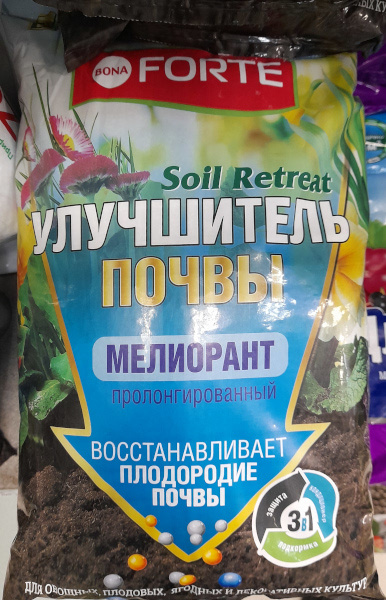 BONA FORTE
Soil Retreat
УЛУЧШИТЕЛЬ
ПОЧВЫ
МЕЛИОРАНТ
пролонгированный
ВОССТАНАВЛИВАЕТ
ПЛОДОРОДИЕ
ПОЧВЫ
защита
3в1
подкормка
ДЛЯ ОВОЩНЫХ, ПЛОДОВЫХ, ЯГОДНЫХ И ДЕКОРАТИВНЫХ КУЛЬТУР